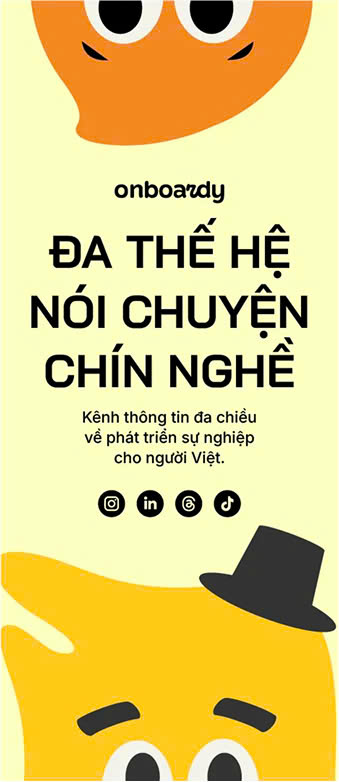 onboardy
ĐA THẾ HỆ
NÓI CHUYỆN
CHÍN NGHỀ
Kênh thông tin đa chiều
về phát triển sự nghiệp
cho người Việt.